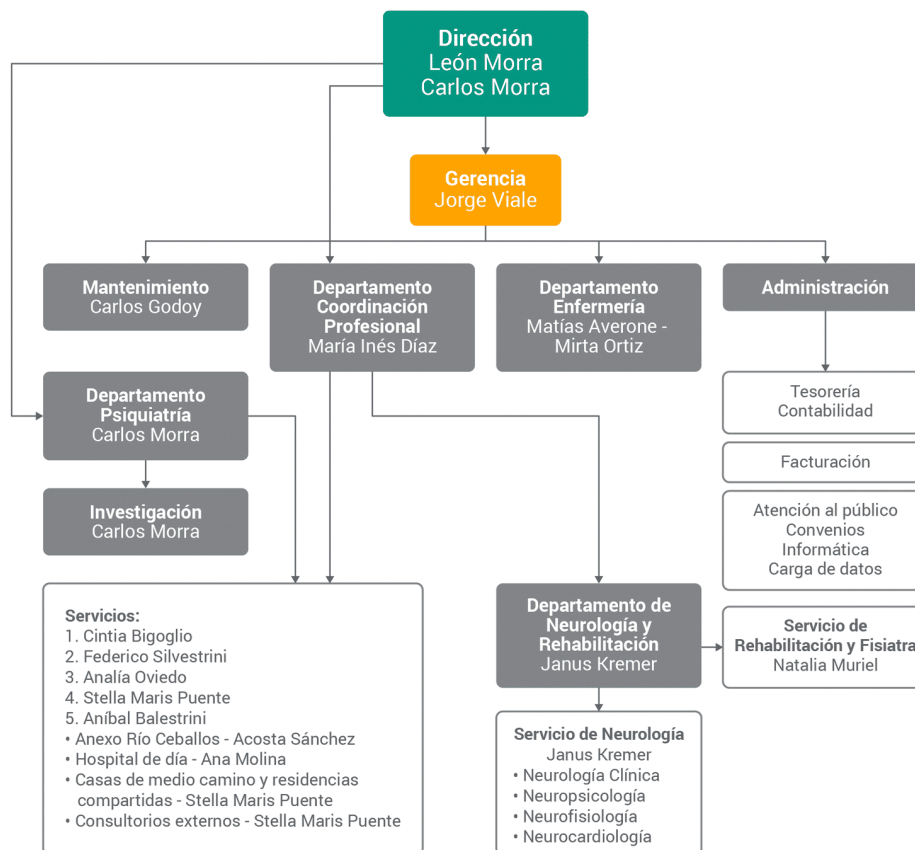 Dirección
León Morra
Carlos Morra
Gerencia
Jorge Viale
Mantenimiento
Carlos Godoy
Departamento
Coordinación
Profesional
María Inés Díaz
Departamento
Enfermería
Matías Averone -
Mirta Ortiz
Administración
Departamento
Psiquiatría
Carlos Morra
Tesorería
Contabilidad
Facturación
Investigación
Carlos Morra
Atención al público
Convenios
Informática
Carga de datos
Servicios:
1. Cintia Bigoglio
2. Federico Silvestrini
3. Analía Oviedo
4. Stella Maris Puente
5. Aníbal Balestrini
• Anexo Río Ceballos - Acosta Sánchez
• Hospital de día - Ana Molina
• Casas de medio camino y residencias
compartidas - Stella Maris Puente
• Consultorios externos - Stella Maris Puente
Departamento de
Neurología y
Rehabilitación
Janus Kremer
Servicio de
Rehabilitación y Fisiatra
Natalia Muriel
Servicio de Neurología
Janus Kremer
• Neurología Clínica
• Neuropsicología
• Neurofisiología
• Neurocardiología